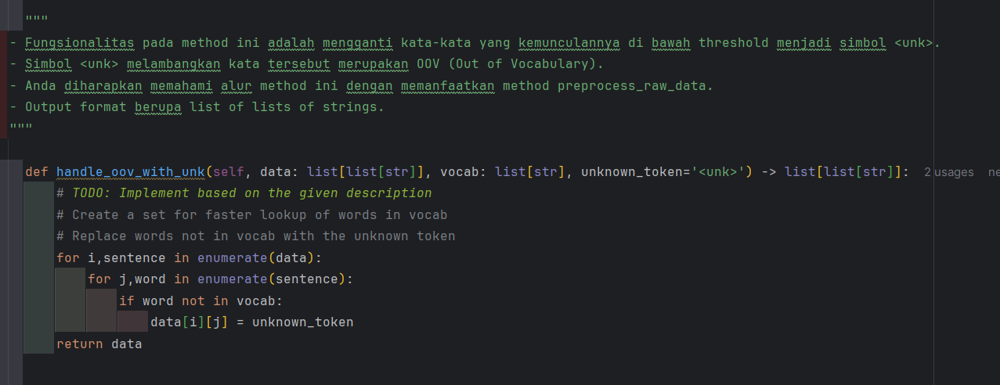 """
- Fungsionalitas pada method ini adalah mengganti kata-kata yang kemunculannya di bawah threshold menjadi simbol <unk>.
- Simbol <unk> melambangkan kata tersebut merupakan OOV (Out of Vocabulary).
- Anda diharapkan memahami alur method ini dengan memanfaatkan method preprocess_raw_data.
- Output format berupa list of lists of strings.
"""
def handle_oov_with_unk(self, data: list[list[str]], vocab: list[str], unknown_token='<unk>') -> list[list[str]]: 2 usages
# TODO: Implement based on the given description
# Create a set for faster lookup of words in vocab
# Replace words not in vocab with the unknown token
for i,sentence in enumerate(data):
for j,word in enumerate(sentence):
if word not in vocab:
data[i][j] = unknown_token
return data